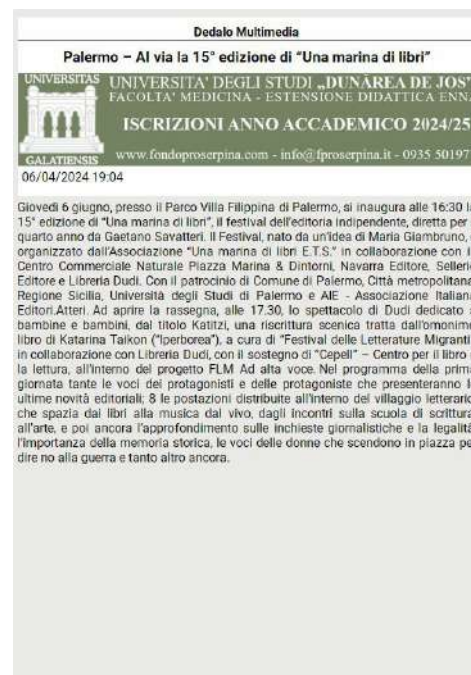 Dedalo Multimedia
Palermo – Al via la 15° edizione di “Una marina di libri”
UNIVERSITAS
UNIVERSITA' DEGLI STUDI „DUNĂREA DE JOS”
FACOLTA' MEDICINA - ESTENSIONE DIDATTICA ENNA
ISCRIZIONI ANNO ACCADEMICO 2024/25
GALATIENSIS
www.fondoproserpina.com - info@fproserpina.it - 0935 50197
06/04/2024 19:04
Giovedì 6 giugno, presso il Parco Villa Filippina di Palermo, si inaugura alle 16:30 la
15° edizione di “Una marina di libri”, il festival dell'editoria indipendente, diretta per
quarto anno da Gaetano Savatteri. Il Festival, nato da un'idea di Maria Giambruno,
organizzato dall'Associazione “Una marina di libri E.T.S.” in collaborazione con il
Centro Commerciale Naturale Piazza Marina & Dintorni, Navarra Editore, Sellerio
Editore e Libreria Dudi. Con il patrocinio di Comune di Palermo, Città metropolitana
Regione Sicilia, Università degli Studi di Palermo e AIE - Associazione Italiana
Editori.Atteri. Ad aprire la rassegna, alle 17.30, lo spettacolo di Dudi dedicato
bambine e bambini, dal titolo Katitzi, una riscrittura scenica tratta dall'omonimo
libro di Katarina Taikon (“Iperborea”), a cura di “Festival delle Letterature Migranti”
in collaborazione con Libreria Dudi, con il sostegno di “Cepell” – Centro per il libro
la lettura, all'interno del progetto FLM Ad alta voce. Nel programma della prima
giornata tante le voci dei protagonisti e delle protagoniste che presenteranno le
ultime novità editoriali; 8 le postazioni distribuite all'interno del villaggio letterario
che spazia dai libri alla musica dal vivo, dagli incontri sulla scuola di scrittura
all'arte, e poi ancora l'approfondimento sulle inchieste giornalistiche e la legalità
l'importanza della memoria storica, le voci delle donne che scendono in piazza per
dire no alla guerra e tanto altro ancora.